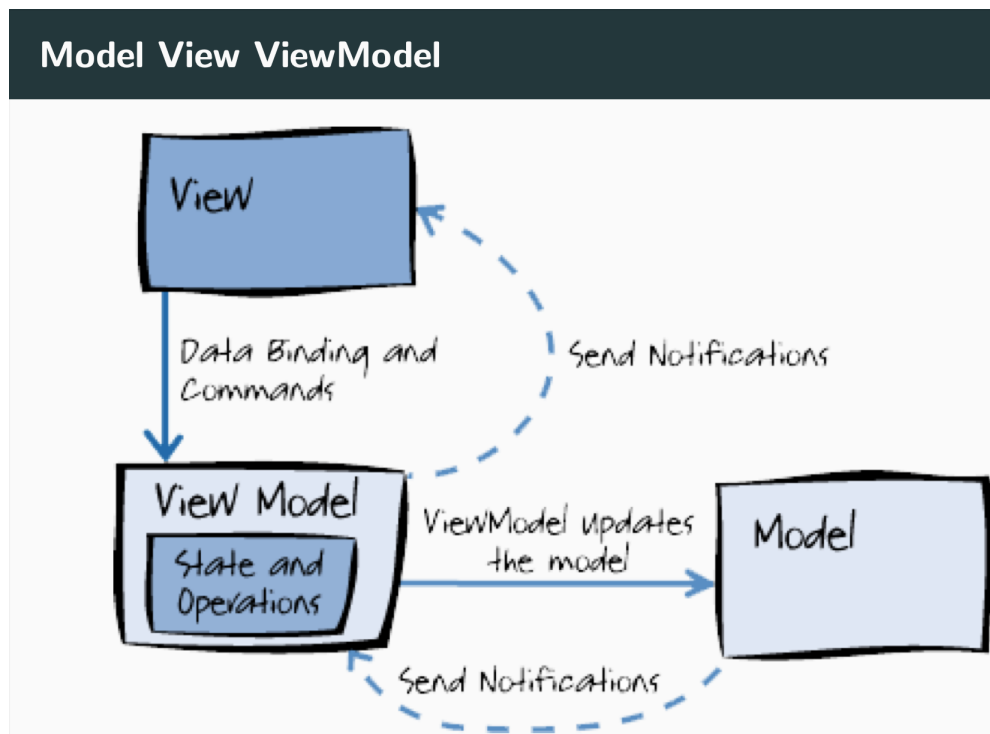 Model View ViewModel
View
Data Binding and
Commands
Send Notifications
View Model
State and
Operations
ViewModel updates
the model
Model
Send Notifications